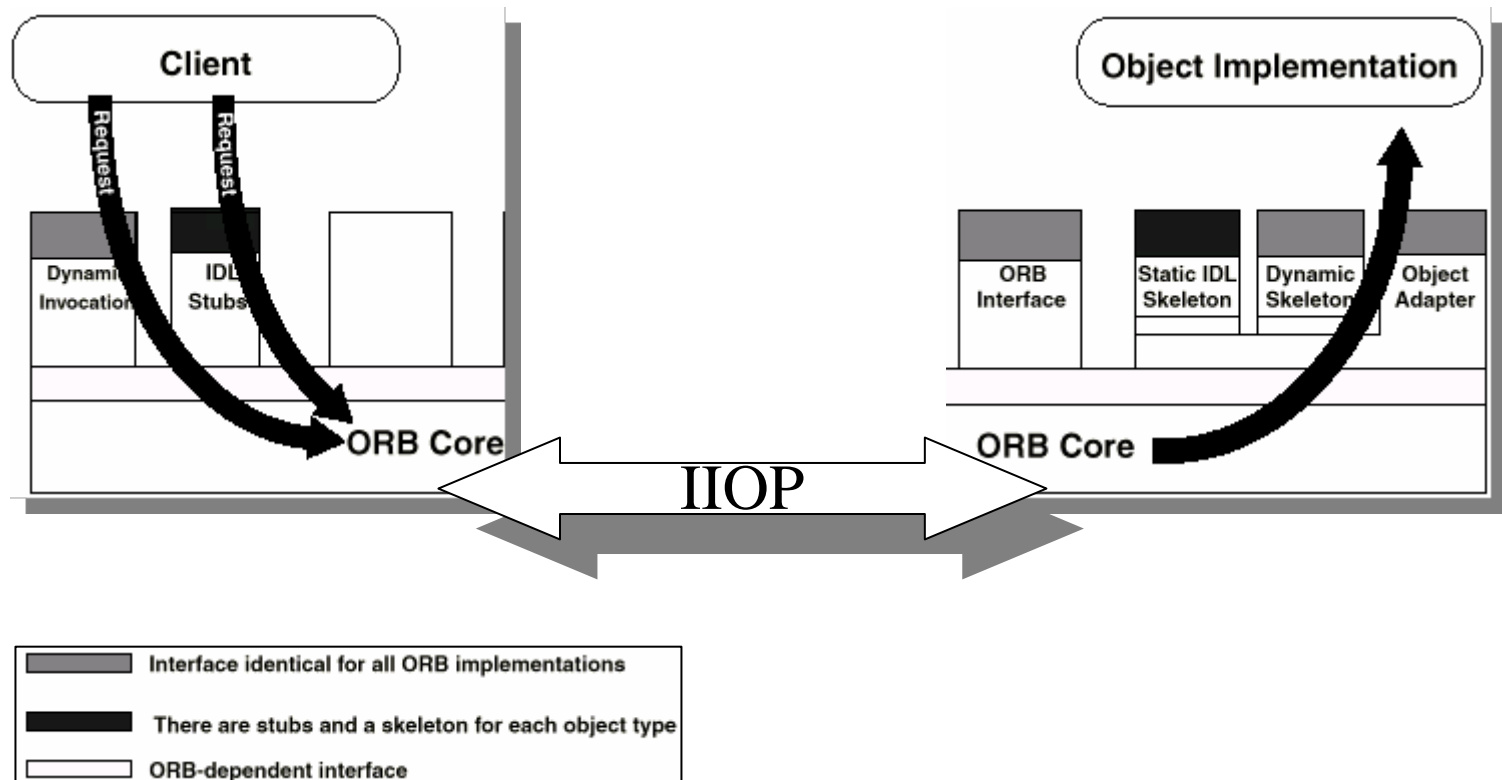 Client
Object Implementation
Request
Request
Dynamic
Invocation
IDL
Stubs
ORB
Interface
Static IDL
Skeleton
Dynamic
Skeleton
Object
Adapter
ORB Core
ORB Core
IIOP
Interface identical for all ORB implementations
There are stubs and a skeleton for each object type
ORB-dependent interface